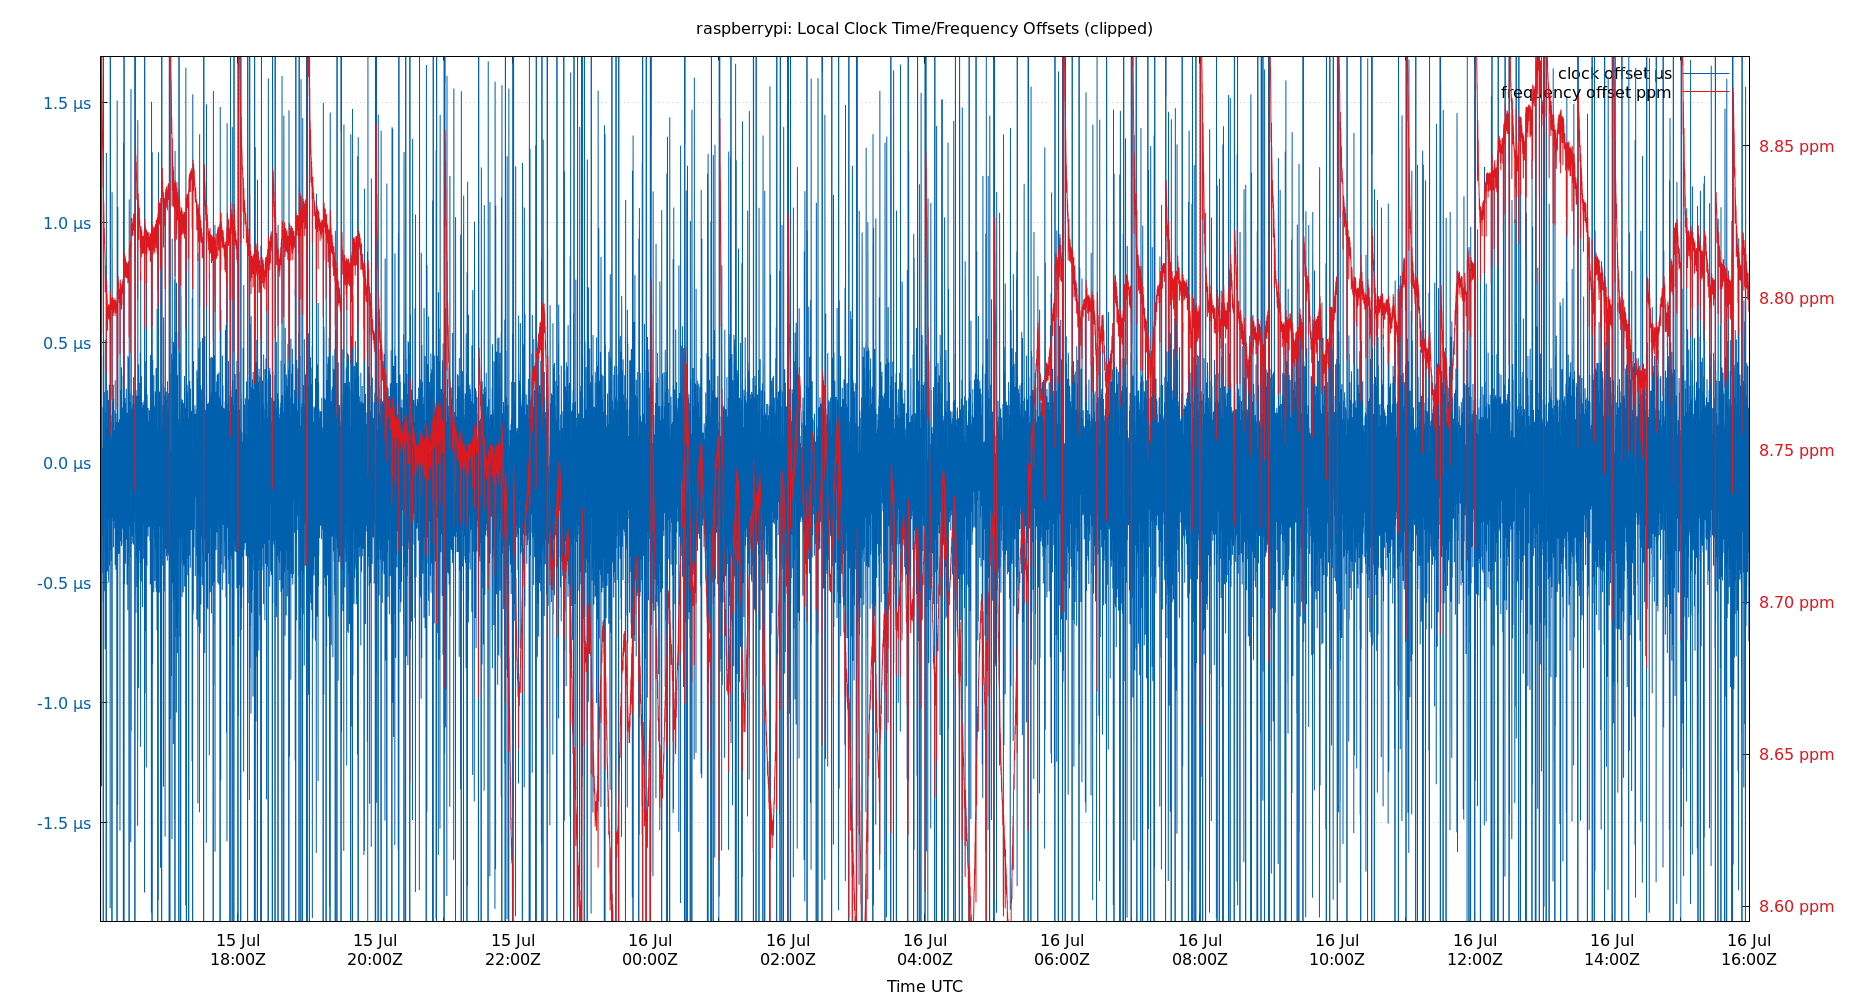 raspberrypi: Local Clock Time/Frequency Offsets (clipped)
clock offset µs
frequency offset ppm
1.5 µs
1.0 µs
0.5 µs
0.0 µs
-0.5 µs
-1.0 µs
-1.5 µs
8.85 ppm
8.80 ppm
8.75 ppm
8.70 ppm
8.65 ppm
8.60 ppm
15 Jul 15 Jul 15 Jul 16 Jul 16 Jul 16 Jul 16 Jul 16 Jul 16 Jul 16 Jul 16 Jul 16 Jul
18:00Z 20:00Z 22:00Z 00:00Z 02:00Z 04:00Z 06:00Z 08:00Z 10:00Z 12:00Z 14:00Z 16:00Z
Time UTC